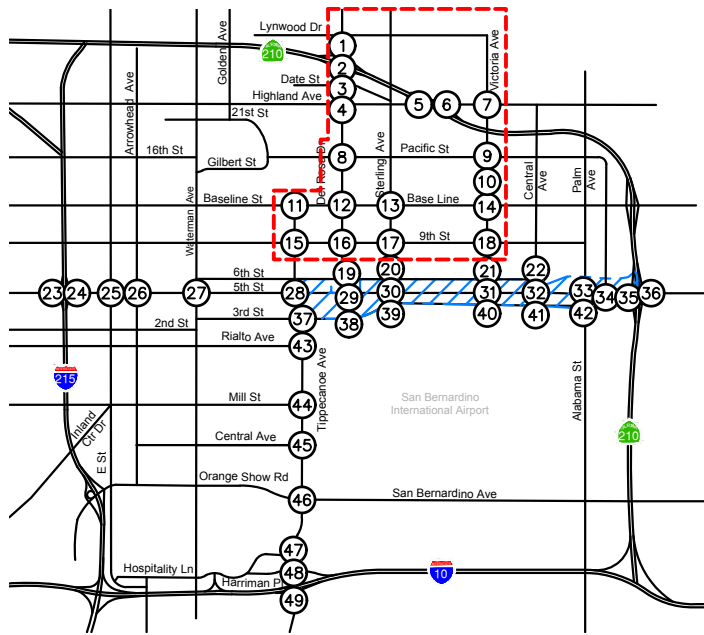 Lynwood Dr
Golden Ave
Victoria Ave
210
1
2
Arrowhead Ave
Date St
3
Highland Ave
4
5
6
7
21st St
16th St
Gilbert St
Del Rosa Dr
8
Sterling Ave
Pacific St
9
Central Ave
Palm Ave
10
Waterman Ave
Baseline St
11
12
13
Base Line
14
15
16
17
9th St
18
6th St
19
20
21
22
23
24
25
26
27
5th St
28
29
30
31
32
33
34
35
36
3rd St
37
38
39
40
41
42
2nd St
Rialto Ave
43
215
Tippecanoe Ave
San Bernardino
International Airport
Alabama St
Mill St
44
Inland
Ctr Dr
E St
Central Ave
45
210
Orange Show Rd
46
San Bernardino Ave
47
Hospitality Ln
48
Harriman Pl
10
49